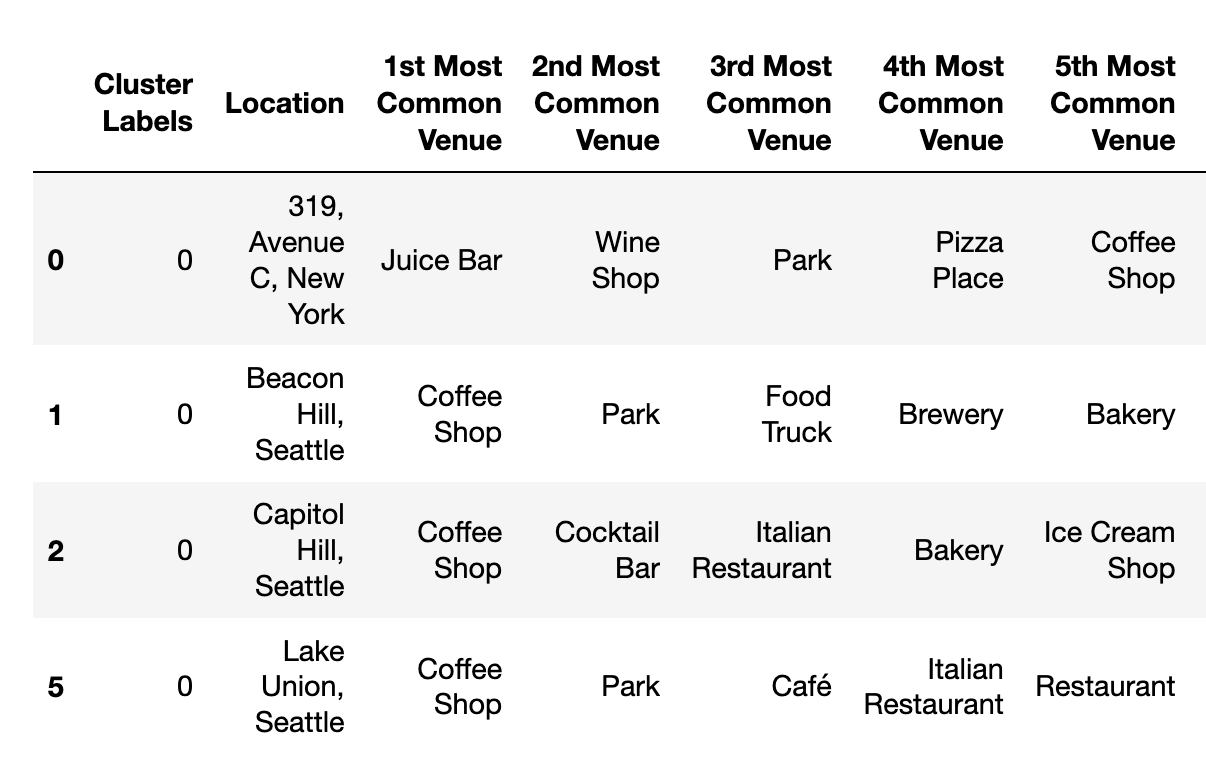 Cluster Labels Location 1st Most Common Venue 2nd Most Common Venue 3rd Most Common Venue 4th Most Common Venue 5th Most Common Venue
0 0 319, Avenue C, New York Juice Bar Wine Shop Park Pizza Place Coffee Shop
1 0 Beacon Hill, Seattle Coffee Shop Park Food Truck Brewery Bakery
2 0 Capitol Hill, Seattle Coffee Shop Cocktail Bar Italian Restaurant Bakery Ice Cream Shop
5 0 Lake Union, Seattle Coffee Shop Park Café Italian Restaurant Restaurant